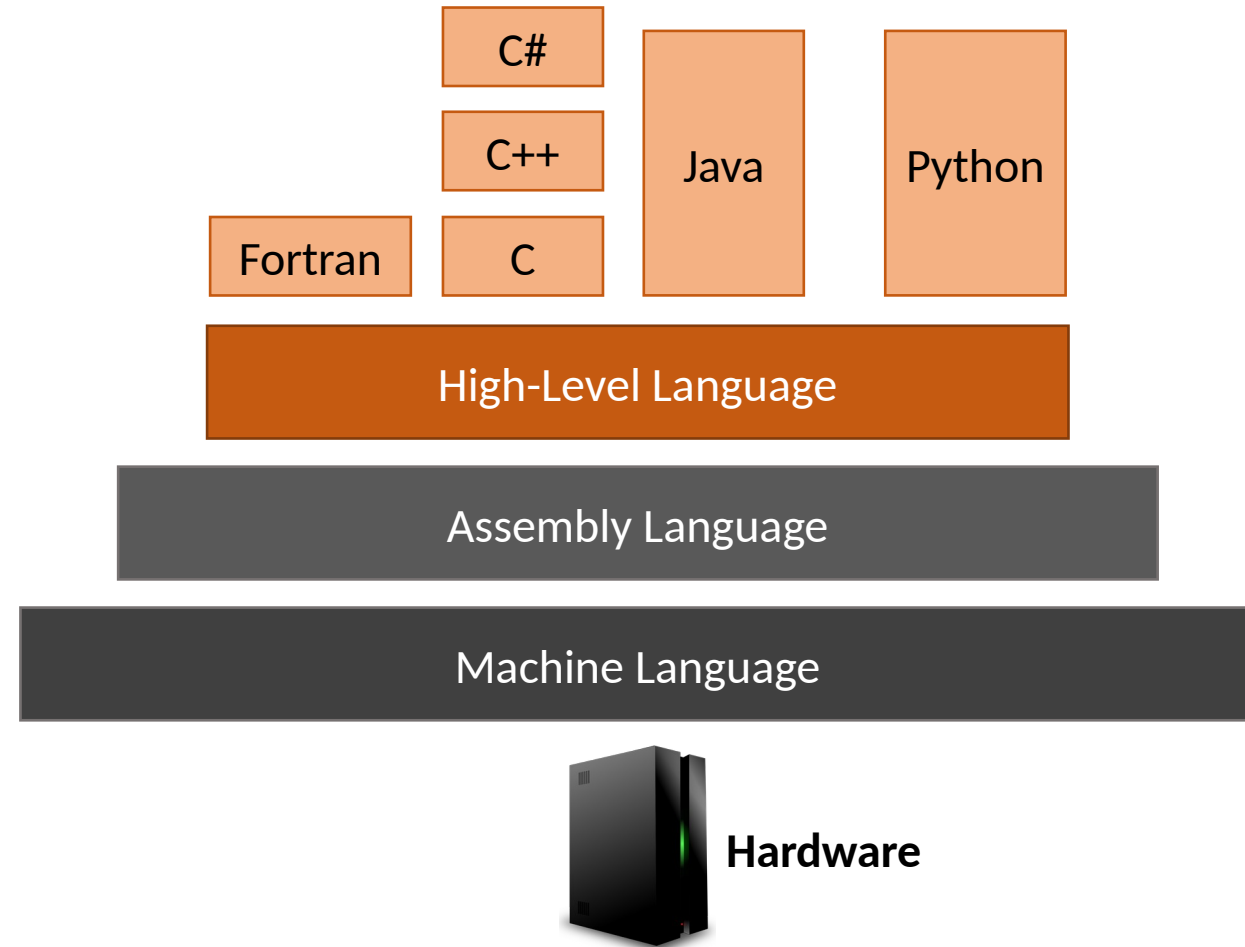 C#
C++
Java
Python
Fortran
C
High-Level Language
Assembly Language
Machine Language
Hardware